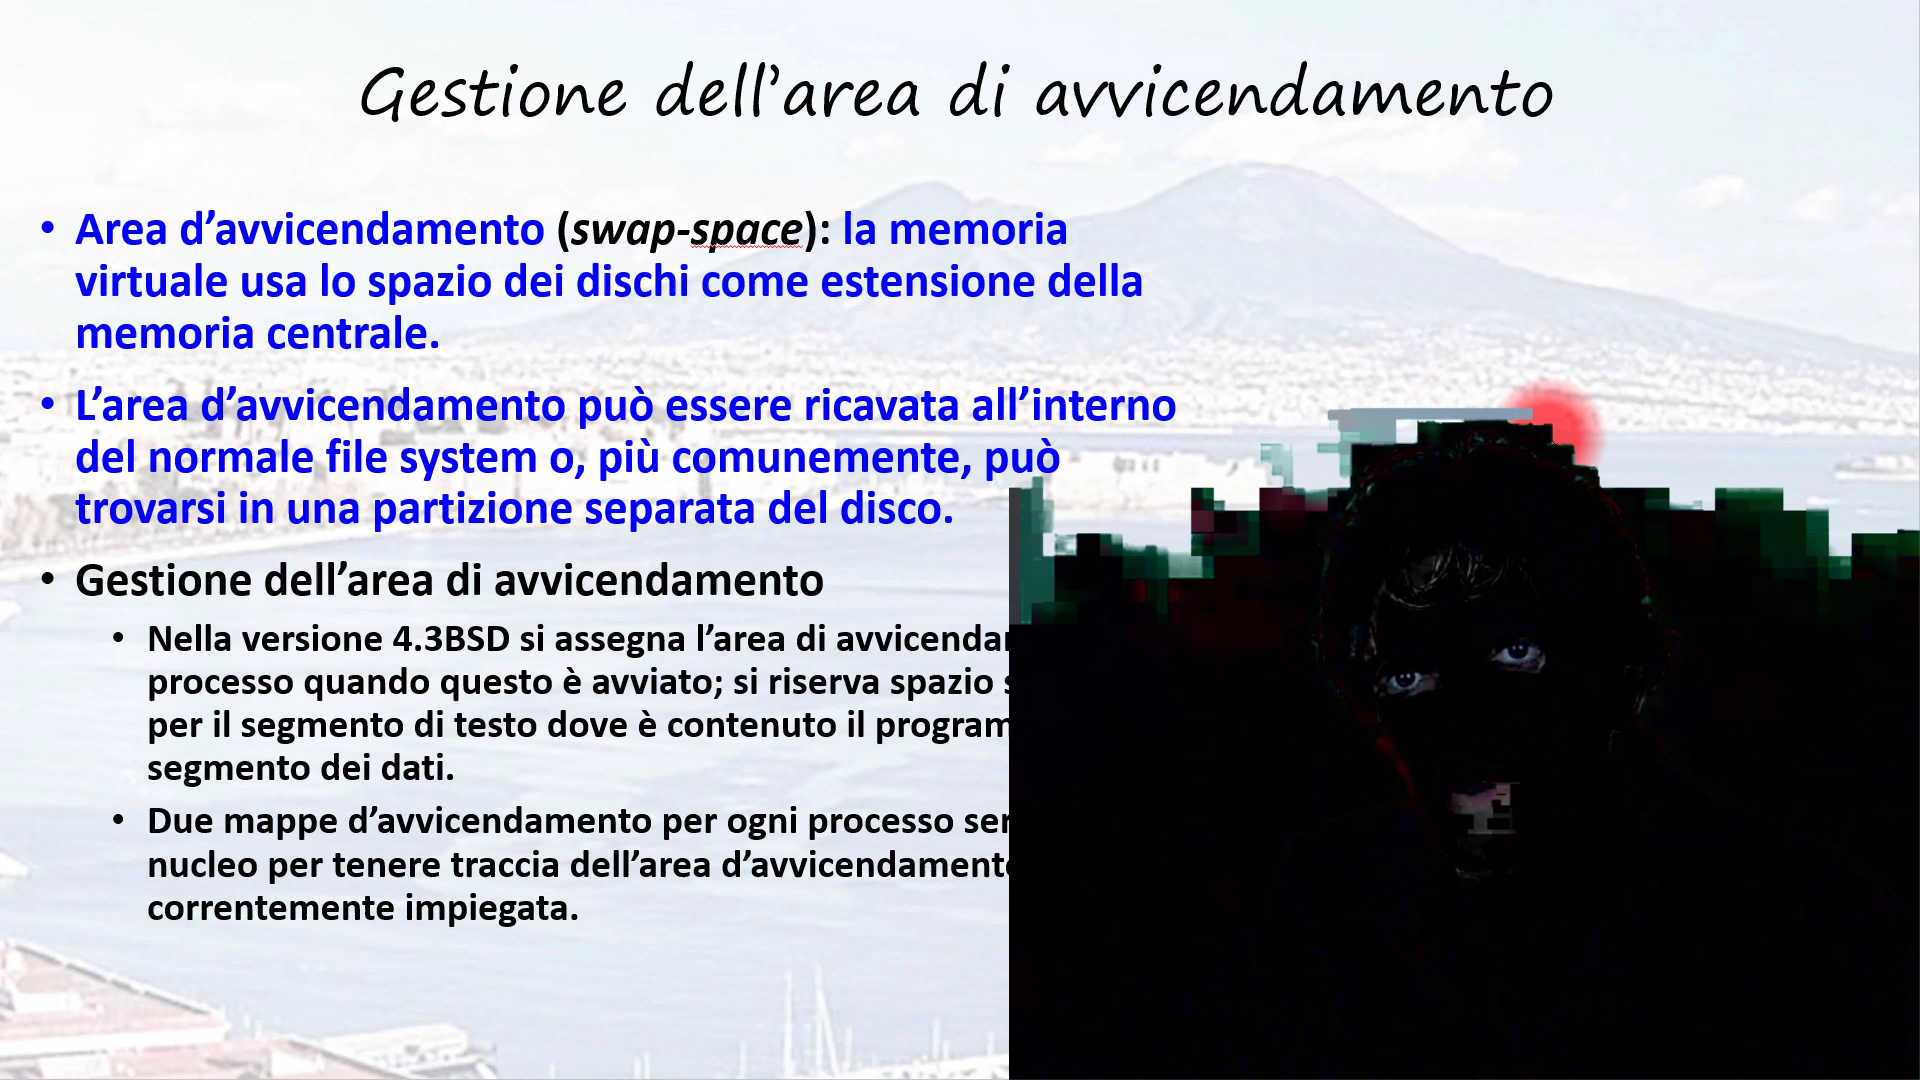 Gestione dell’area di avvicendamento
• Area d’avvicendamento (swap-space): la memoria
virtuale usa lo spazio dei dischi come estensione della
memoria centrale.
• L’area d’avvicendamento può essere ricavata all’interno
del normale file system o, più comunemente, può
trovarsi in una partizione separata del disco.
• Gestione dell’area di avvicendamento
• Nella versione 4.3BSD si assegna l’area di
processo quando questo è avviato; si riserva spazio
per il segmento di testo dove è contenuto il
segmento dei dati.
• Due mappe d’avvicendamento per ogni processo
nucleo per tenere traccia dell’area d’avvicendamento
correntemente impiegata.